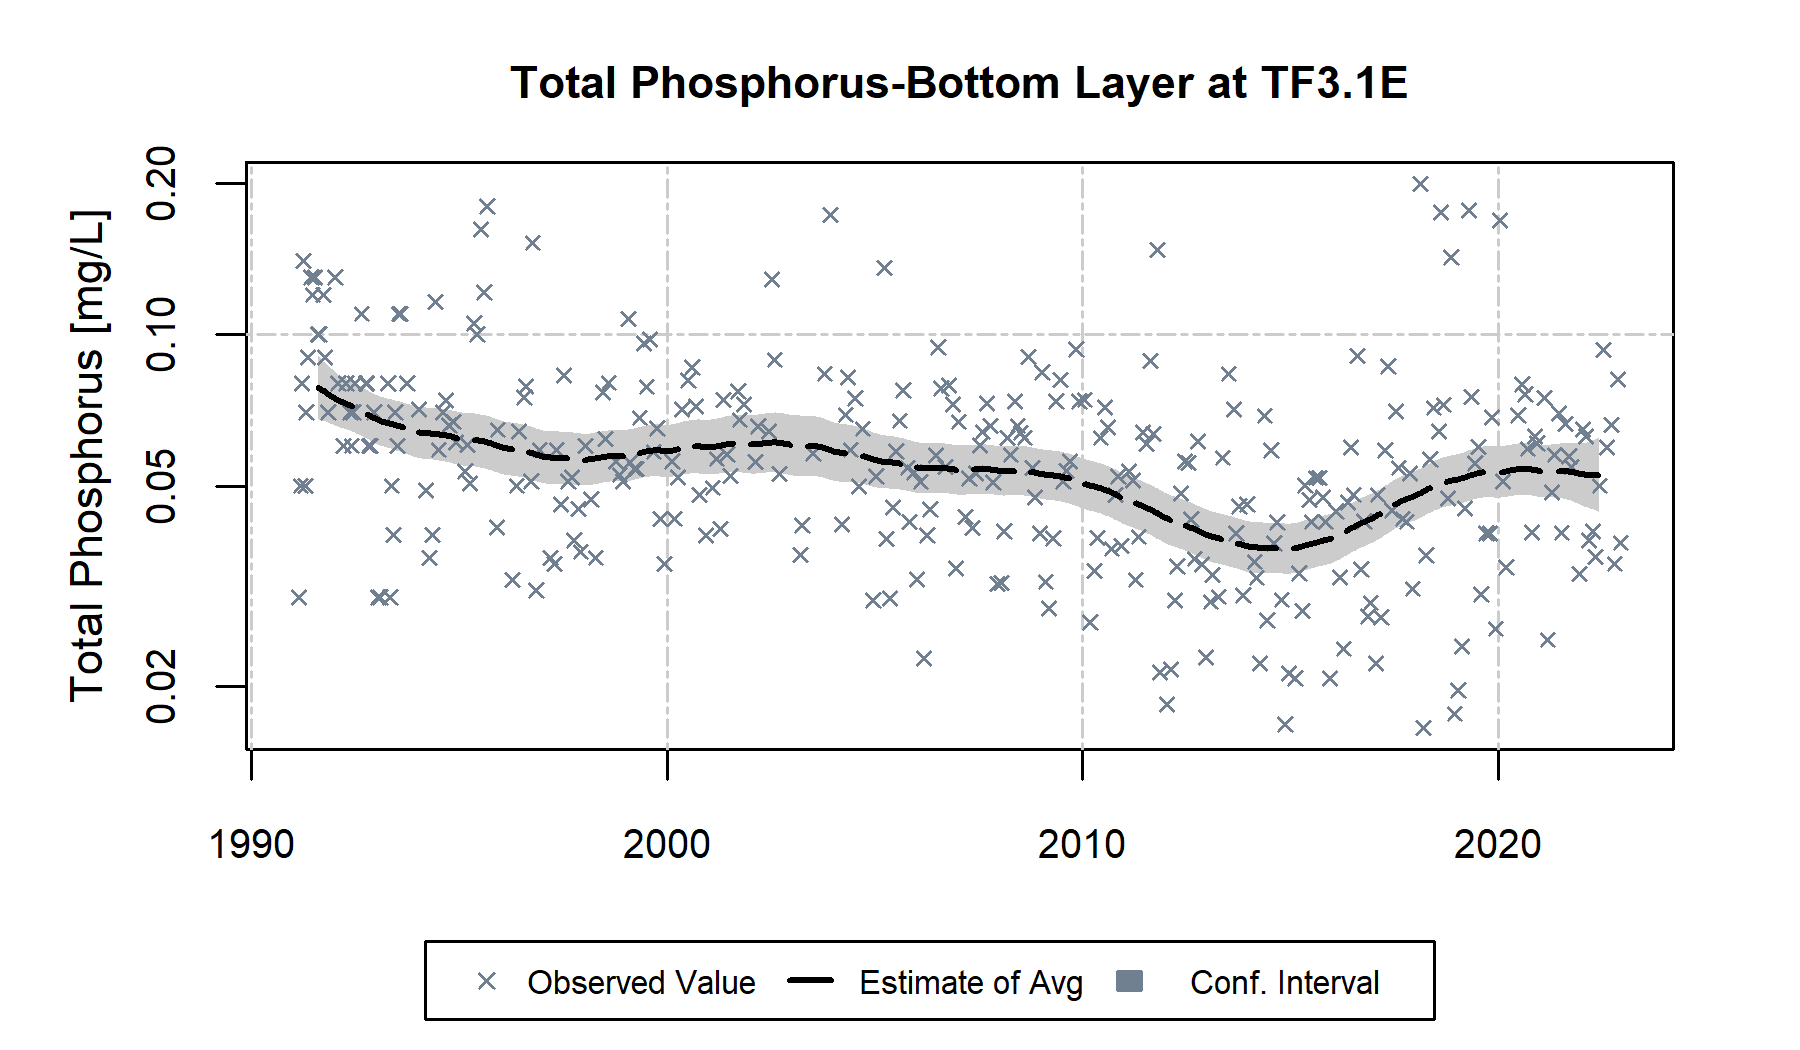 Total Phosphorus-Bottom Layer at TF3.1E
Total Phosphorus [mg/L]
0.20
0.10
0.05
0.02
1990 2000 2010 2020
Observed Value Estimate of Avg Conf. Interval